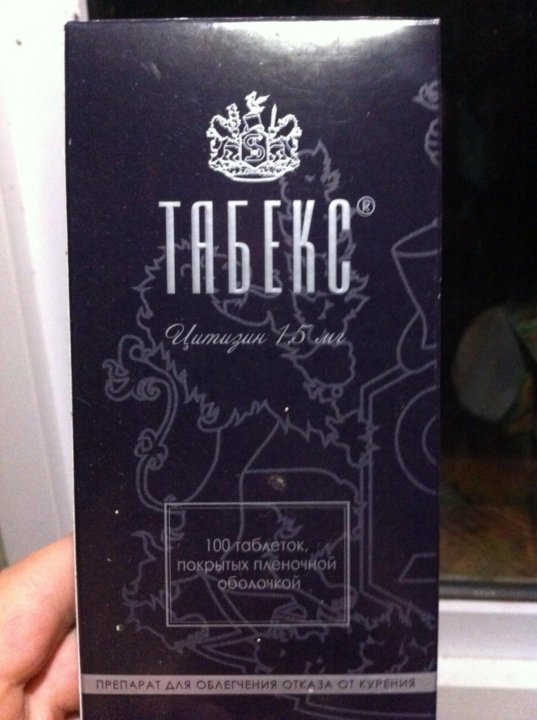 ТАБЕКС®
Цитизин 1,5 мг
100 таблеток,
покрытых пленочной
оболочкой
ПРЕПАРАТ ДЛЯ ОБЛЕГЧЕНИЯ ОТКАЗА ОТ КУРЕНИЯ